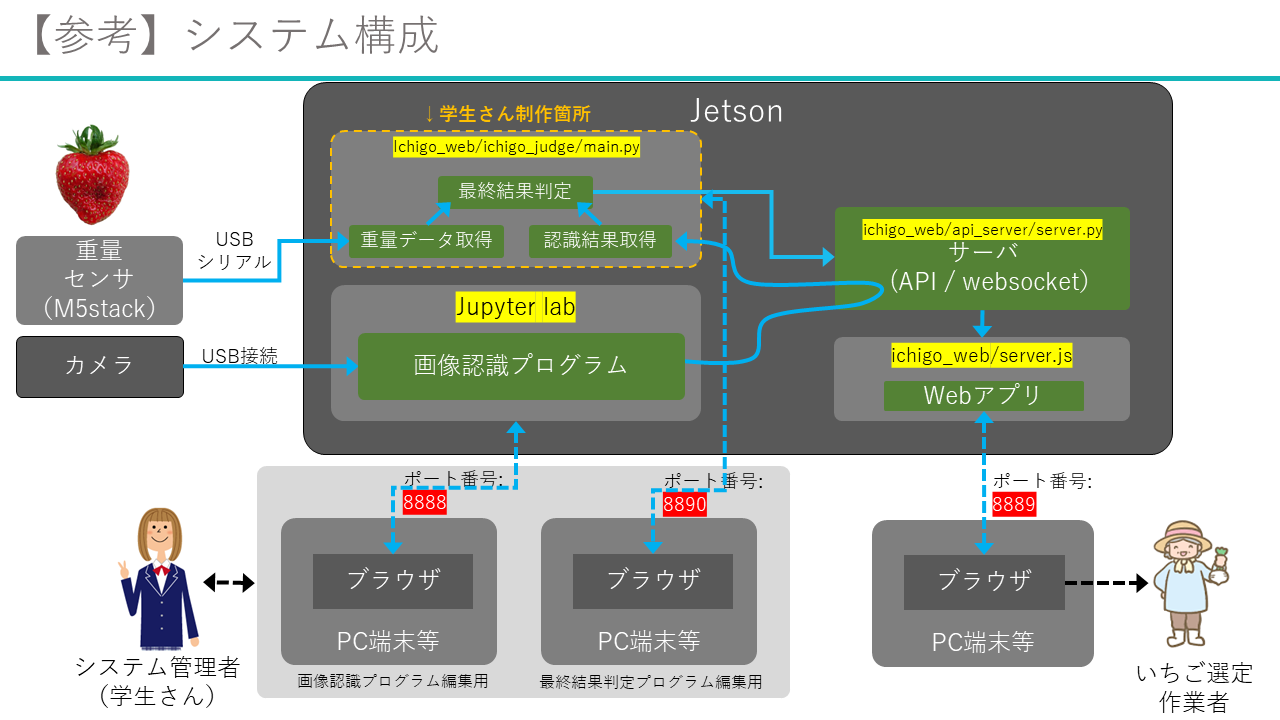 【参考】システム構成
Jetson
↓学生さん制作箇所
Ichigo_web/ichigo_judge/main.py
最終結果判定
重量データ取得
認識結果取得
重量
センサ
（M5stack）
USB
シリアル
カメラ
USB接続
Jupyter lab
画像認識プログラム
ichigo_web/api_server/server.py
サーバ
（API / websocket）
ichigo_web/server.js
Webアプリ
ポート番号:
8888
ポート番号:
8890
ポート番号:
8889
ブラウザ
PC端末等
画像認識プログラム編集用
ブラウザ
PC端末等
最終結果判定プログラム編集用
ブラウザ
PC端末等
システム管理者
（学生さん）
いちご選定
作業者